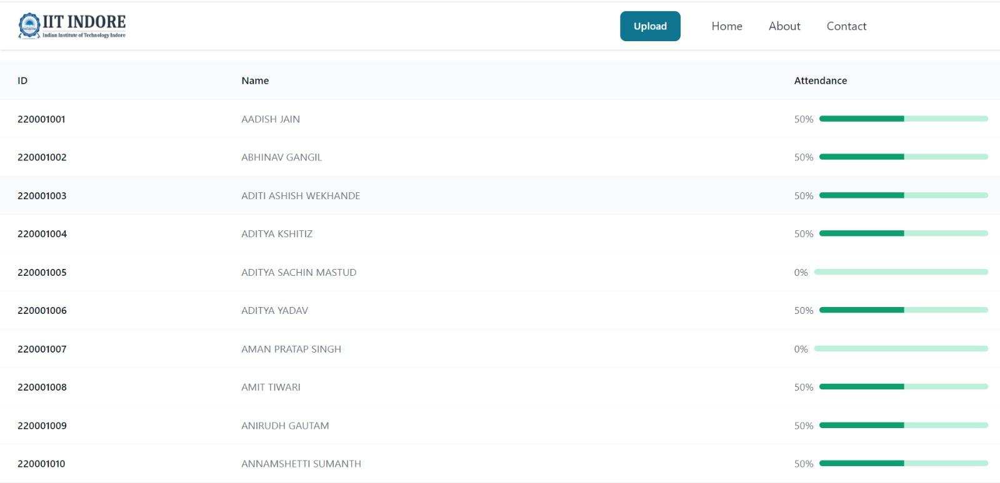 IIT INDORE
Indian Institute of Technology Indore
Upload Home About Contact
ID Name Attendance
220001001 AADISH JAIN 50%
220001002 ABHINAV GANGIL 50%
220001003 ADITI ASHISH WEKHANDE 50%
220001004 ADITYA KSHITIZ 50%
220001005 ADITYA SACHIN MASTUD 0%
220001006 ADITYA YADAV 50%
220001007 AMAN PRATAP SINGH 0%
220001008 AMIT TIWARI 50%
220001009 ANIRUDH GAUTAM 50%
220001010 ANNAMSHETTI SUMANTH 50%